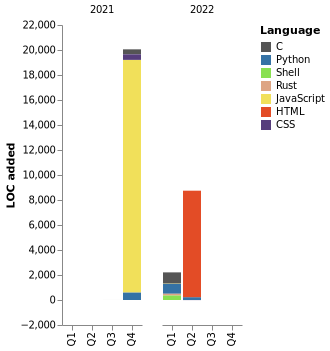 2021 2022
Language
C
Python
Shell
Rust
JavaScript
HTML
CSS
LOC added
22,000
20,000
18,000
16,000
14,000
12,000
10,000
8,000
6,000
4,000
2,000
0
−2,000
Q1 Q2 Q3 Q4 Q1 Q2 Q3 Q4